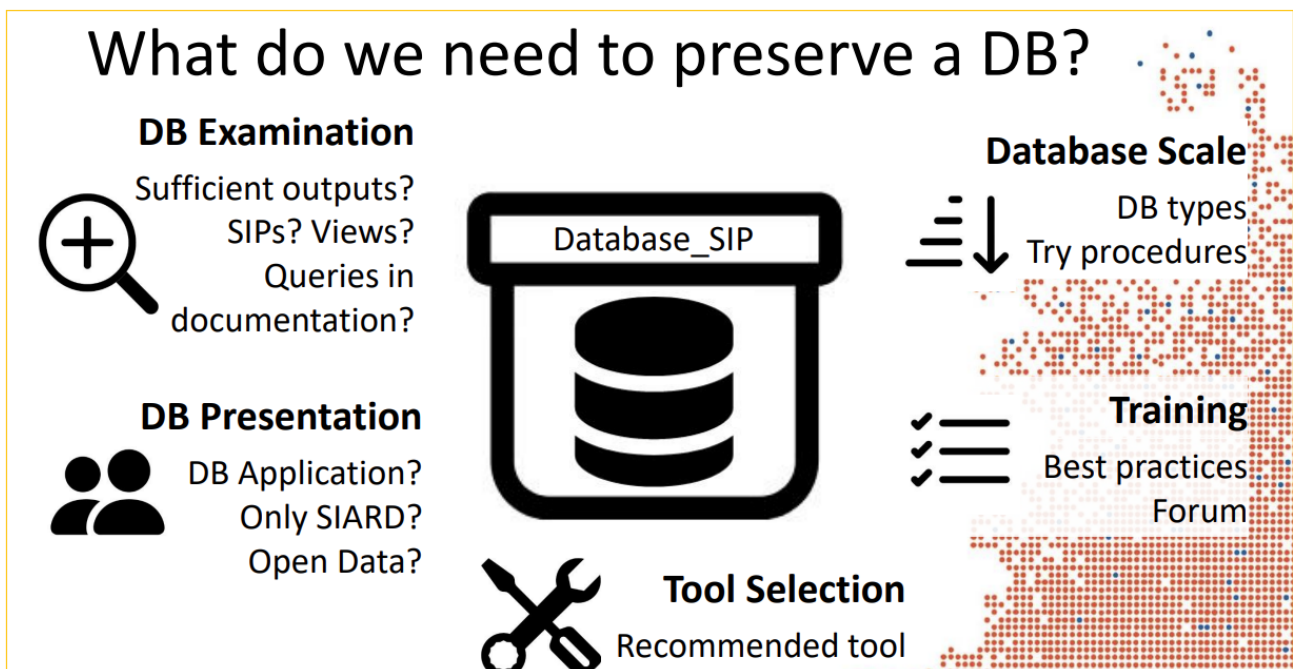 What do we need to preserve a DB?
DB Examination
Sufficient outputs?
SIPs? Views?
Queries in
documentation?
DB Presentation
DB Application?
Only SIARD?
Open Data?
Database_SIP
Tool Selection
Recommended tool
Database Scale
DB types
Try procedures
Training
Best practices
Forum